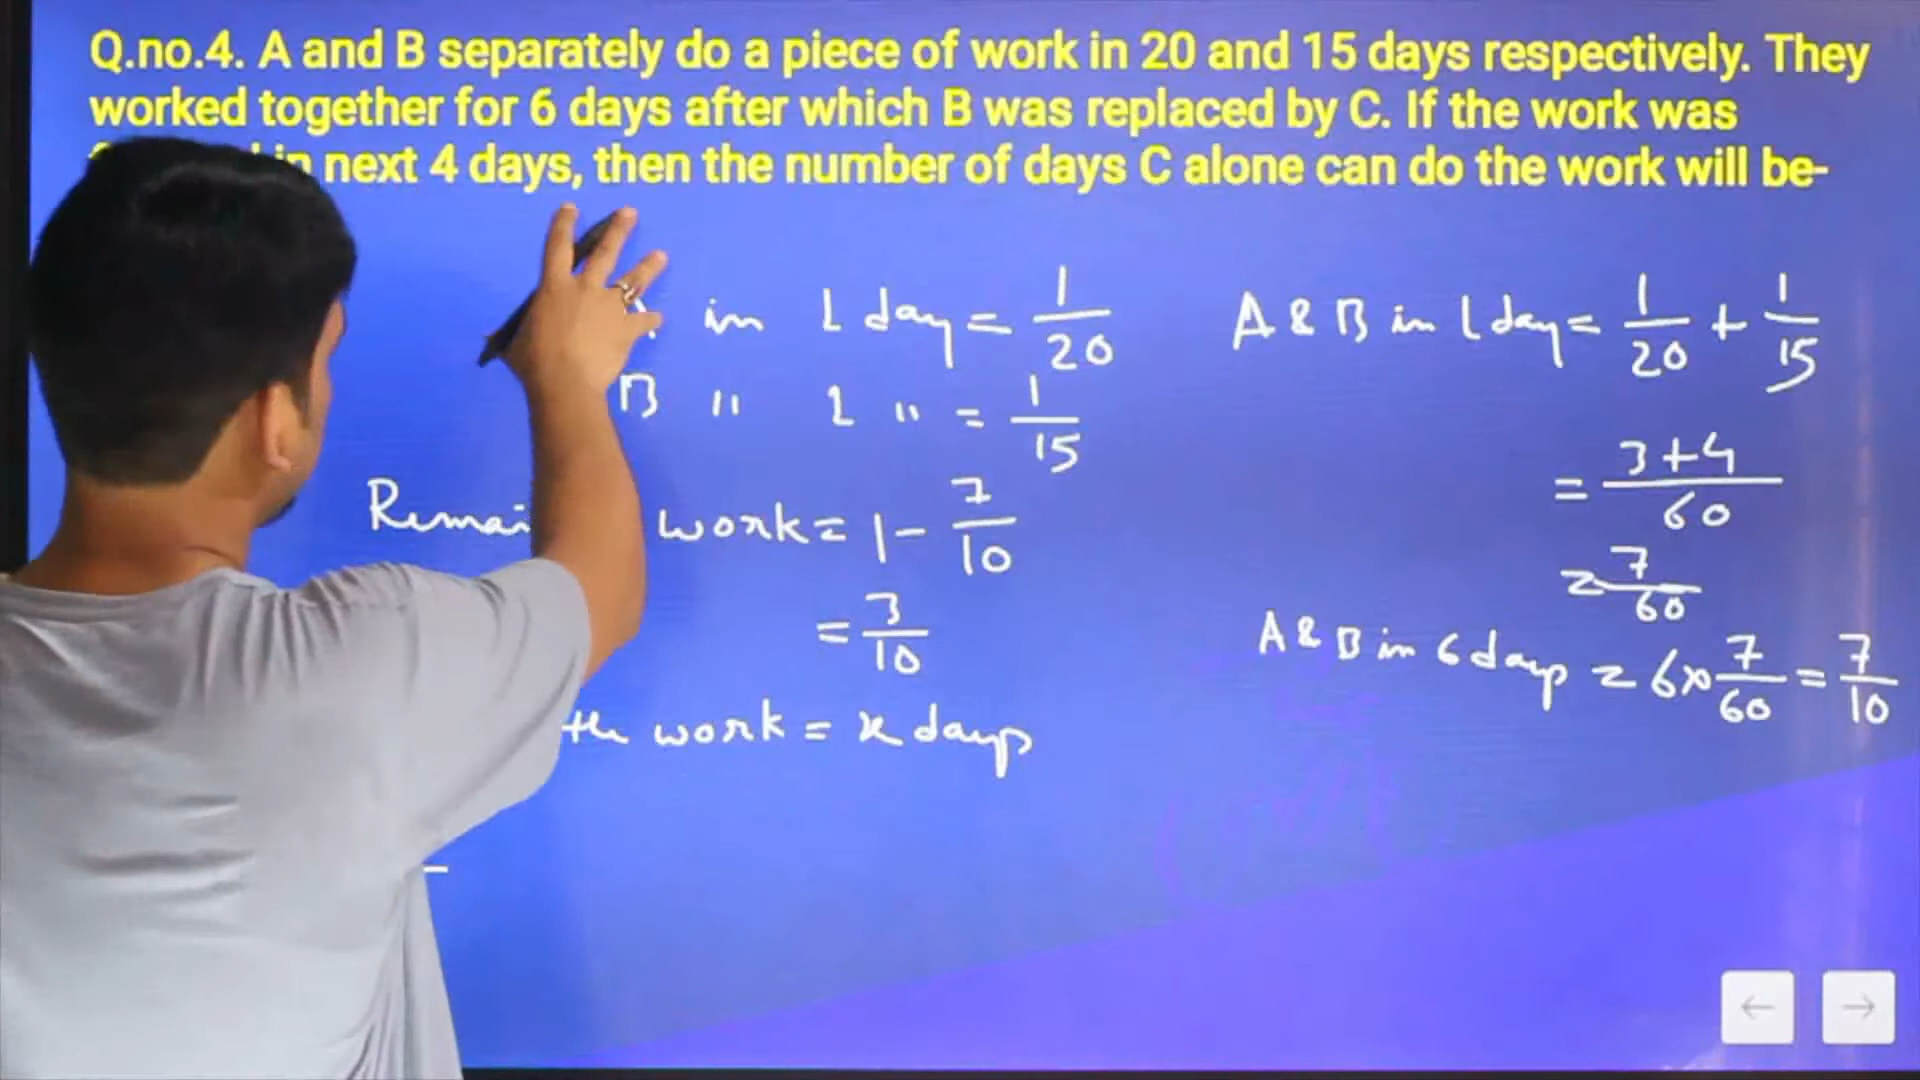 Q.no.4. A and B separately do a piece of work in 20 and 15 days respectively. They
worked together for 6 days after which B was replaced by C. If the work was
in next 4 days, then the number of days C alone can do the work will be-
in 1 day = 1/20
B " 1 " = 1/15
work = 1 - 7/10
= 3/10
the work = x days
A & B in 1 day = 1/20 + 1/15
= 3+4/60
= 7/60
A & B in 6 days = 6 x 7/60 = 7/10